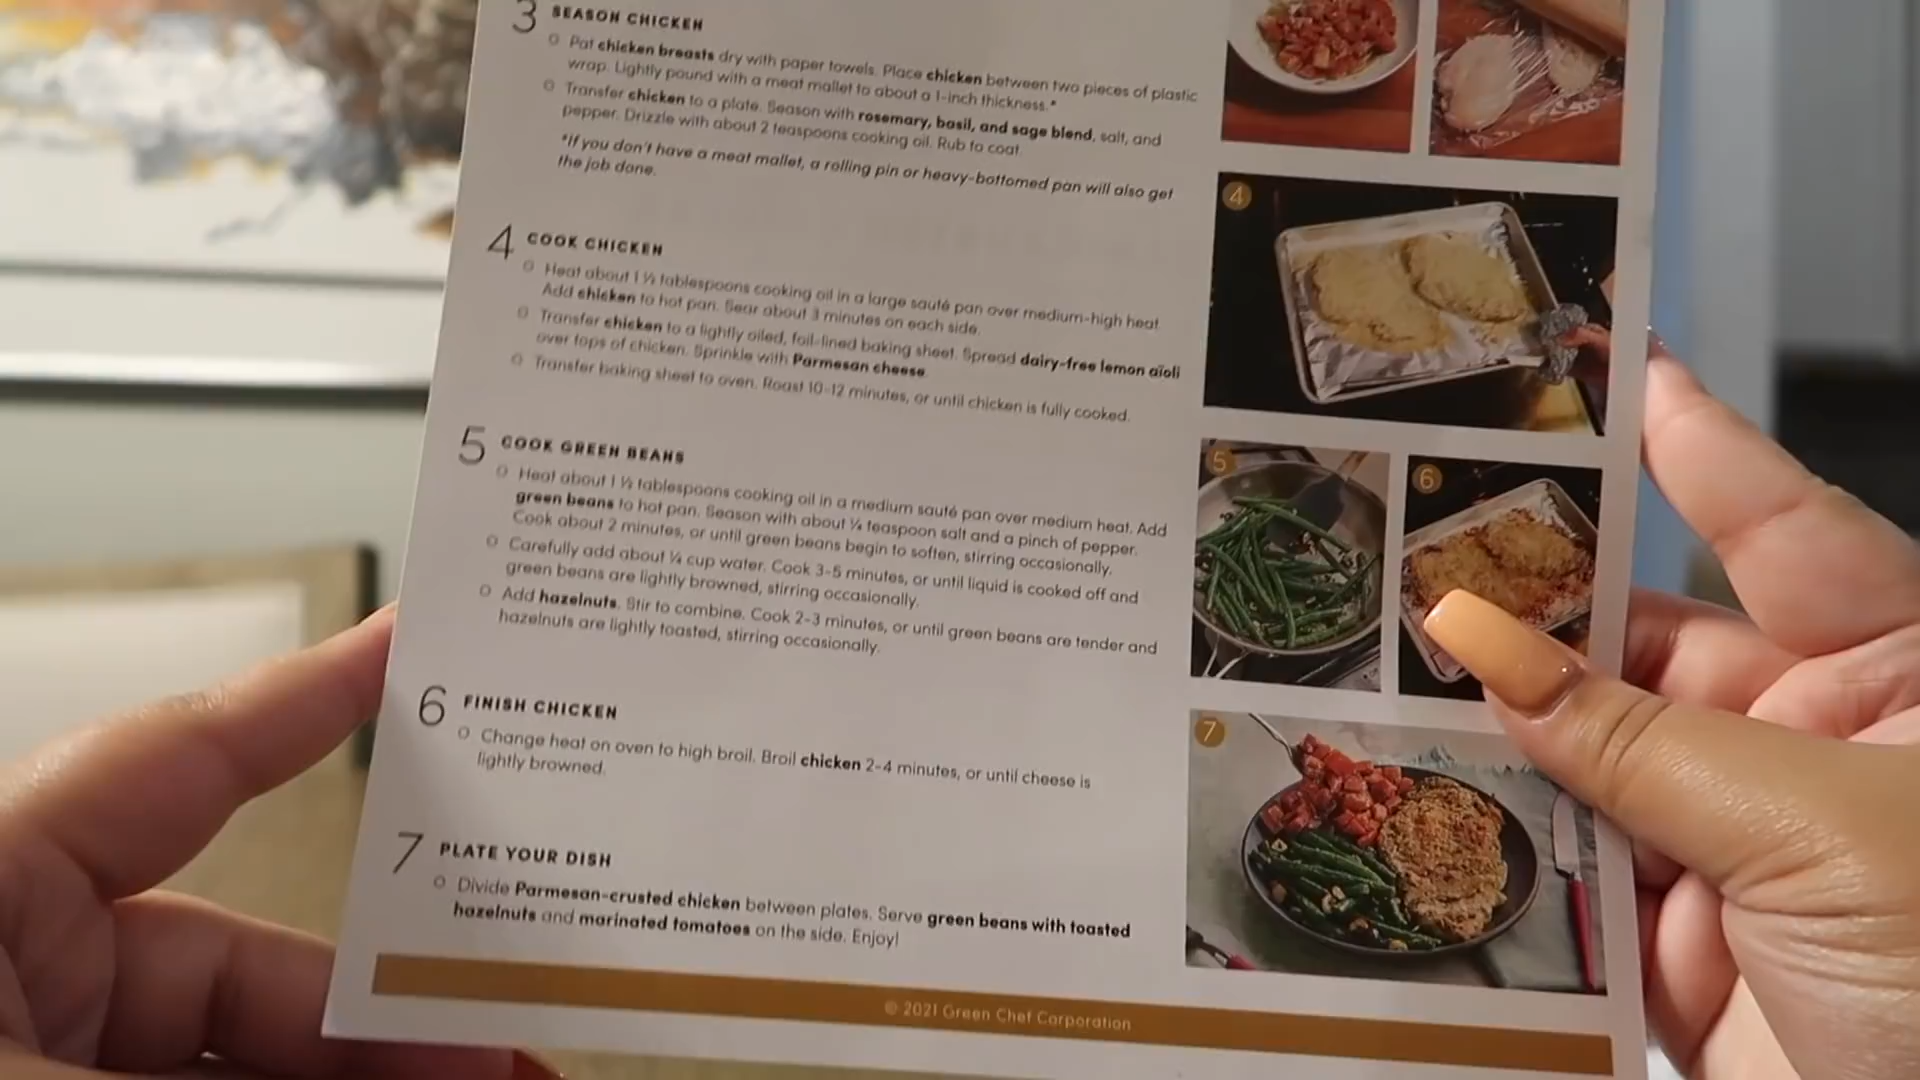 3 SEASON CHICKEN
O Pat chicken breasts dry with paper towels. Place chicken between two pieces of plastic
wrap. Lightly pound with a meat mallet to about a 1-inch thickness.*
O Transfer chicken to a plate. Season with rosemary, basil, and sage blend, salt, and
pepper. Drizzle with about 2 teaspoons cooking oil. Rub to coat.
*If you don't have a meat mallet, a rolling pin or heavy-bottomed pan will also get
the job done.
4 COOK CHICKEN
O Heat about 1 ½ tablespoons cooking oil in a large sauté pan over medium-high heat.
Add chicken to hot pan. Sear about 3 minutes on each side.
O Transfer chicken to a lightly oiled, foil-lined baking sheet. Spread dairy-free lemon aïoli
over tops of chicken. Sprinkle with Parmesan cheese.
O Transfer baking sheet to oven. Roast 10-12 minutes, or until chicken is fully cooked.
5 COOK GREEN BEANS
O Heat about 1 ½ tablespoons cooking oil in a medium sauté pan over medium heat. Add
green beans to hot pan. Season with about ¼ teaspoon salt and a pinch of pepper.
Cook about 2 minutes, or until green beans begin to soften, stirring occasionally.
O Carefully add about ¼ cup water. Cook 3-5 minutes, or until liquid is cooked off and
green beans are lightly browned, stirring occasionally.
O Add hazelnuts. Stir to combine. Cook 2-3 minutes, or until green beans are tender and
hazelnuts are lightly toasted, stirring occasionally.
6 FINISH CHICKEN
O Change heat on oven to high broil. Broil chicken 2-4 minutes, or until cheese is
lightly browned.
7 PLATE YOUR DISH
O Divide Parmesan-crusted chicken between plates. Serve green beans with toasted
hazelnuts and marinated tomatoes on the side. Enjoy!
4
5
6
7
© 2021 Green Chef Corporation